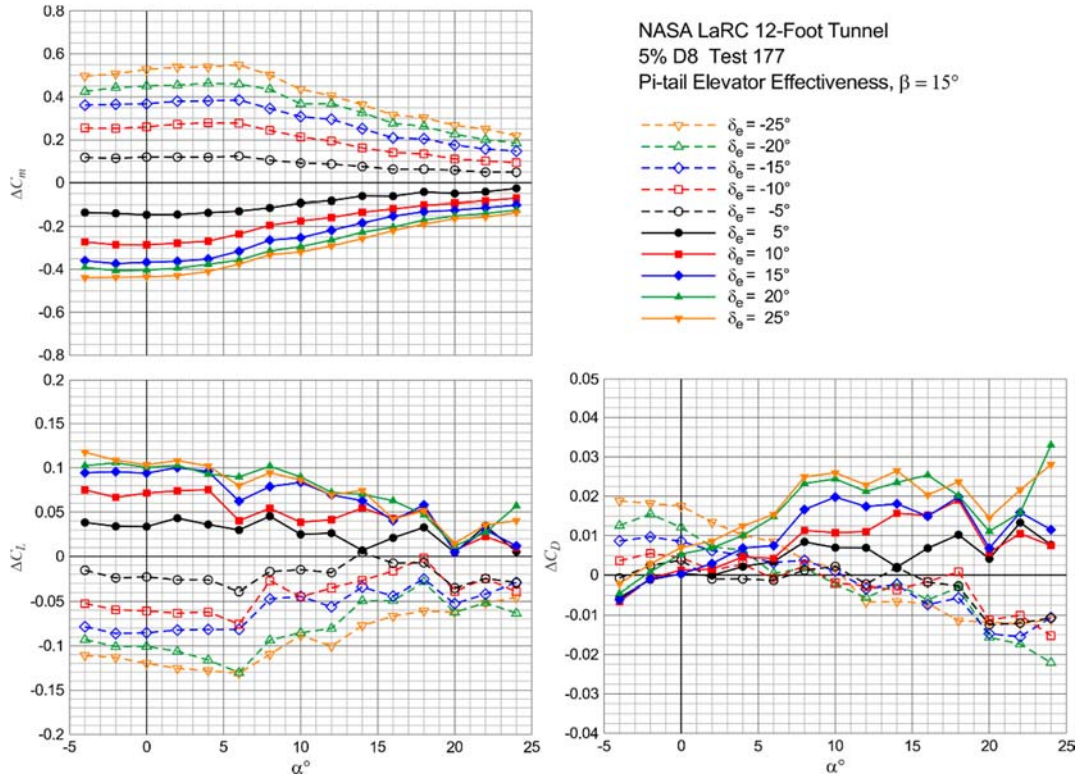 NASA LaRC 12-Foot Tunnel
5% D8 Test 177
Pi-tail Elevator Effectiveness, β = 15°
δe = -25°
δe = -20°
δe = -15°
δe = -10°
δe = -5°
δe = 5°
δe = 10°
δe = 15°
δe = 20°
δe = 25°
0.8
0.6
0.4
0.2
0
-0.2
-0.4
-0.6
-0.8
ΔCm
0.2
0.15
0.1
0.05
0
-0.05
-0.1
-0.15
-0.2
ΔCL
-5
0
5
10
15
20
25
α°
0.05
0.04
0.03
0.02
0.01
0
-0.01
-0.02
-0.03
-0.04
ΔCD
-5
0
5
10
15
20
25
α°